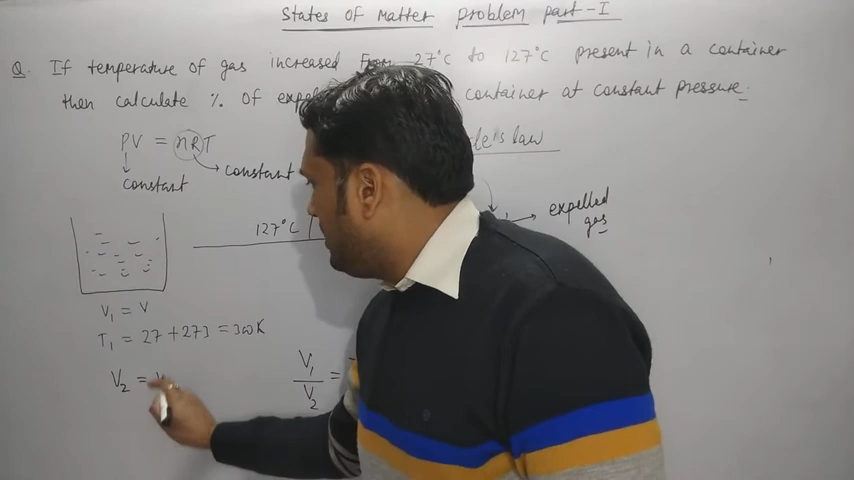 States of Matter Problem part-I
Q. If temperature of gas increased From 27°C to 127°C present in a container
then calculate % of container at constant pressure.
PV = nRT
constant
constant
law
127°C
expelled
gas
V₁ = V
T₁ = 27 + 273 = 300K
V₂ =
V₁/V₂ =